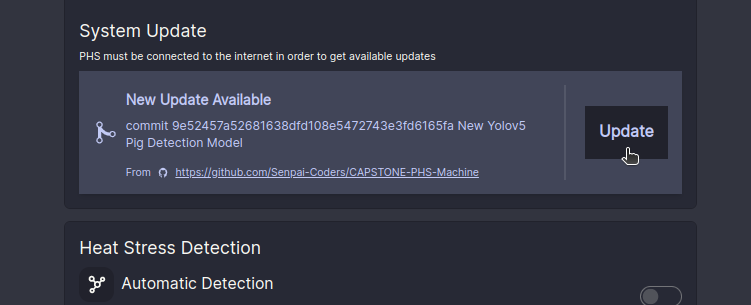 System Update
PHS must be connected to the internet in order to get available updates
New Update Available
commit 9e52457a52681638dfd108e5472743e3fd6165fa New Yolov5
Pig Detection Model
Update
From https://github.com/Senpai-Coders/CAPSTONE-PHS-Machine
Heat Stress Detection
Automatic Detection